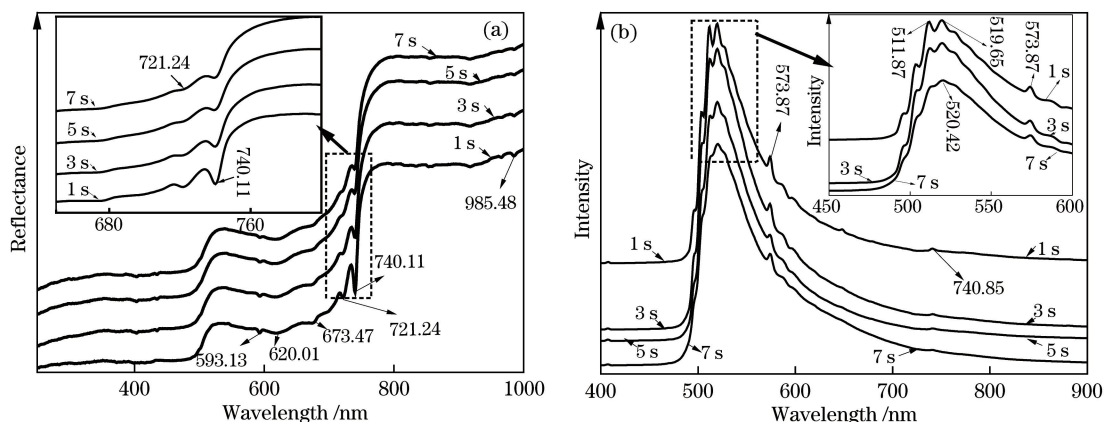 (a)
7 s
5 s
3 s
1 s
985.48
740.11
721.24
673.47
620.01
593.13
721.24
7 s
5 s
3 s
1 s
740.11
680
760
Reflectance
400
600
800
1000
Wavelength /nm
(b)
573.87
1 s
3 s
5 s
7 s
740.85
1 s
3 s
5 s
7 s
511.87
519.65
573.87
1 s
520.42
3 s
7 s
3 s
7 s
Intensity
450
500
550
600
Intensity
400
500
600
700
800
900
Wavelength /nm